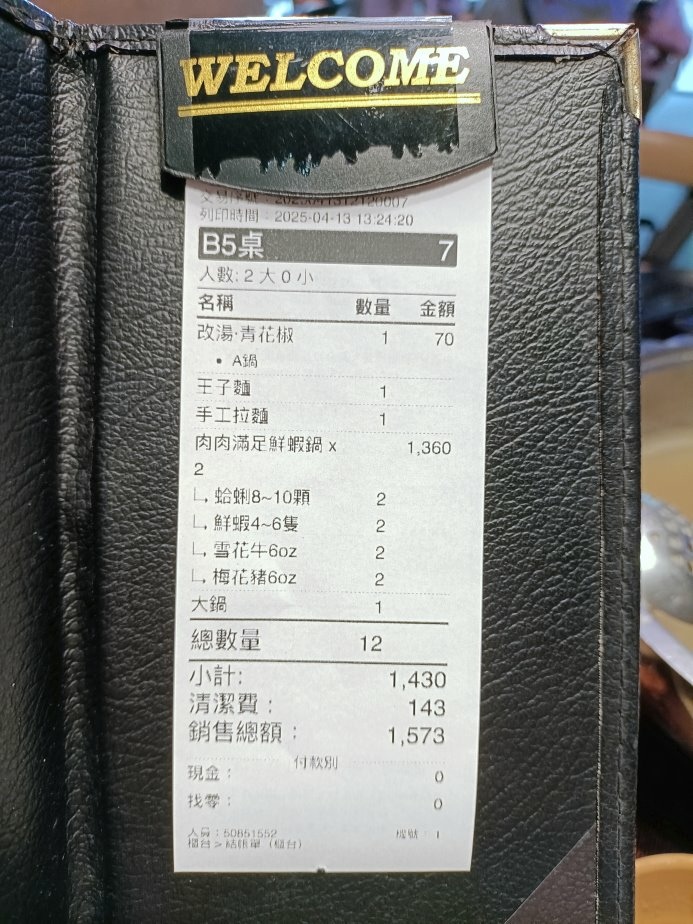 WELCOME
列印時間：2025-04-13 13:24:20
B5桌 7
人數: 2 大 0 小
名稱 數量 金額
改湯·青花椒 1 70
• A鍋
王子麵 1
手工拉麵 1
肉肉滿足鮮蝦鍋 x 1,360
2
∟, 蛤蜊8~10顆 2
∟, 鮮蝦4~6隻 2
∟, 雪花牛6oz 2
∟, 梅花豬6oz 2
大鍋 1
總數量 12
小計: 1,430
清潔費： 143
銷售總額： 1,573
付款別
現金： 0
找零： 0
人員：50851552 機號： 1
櫃台 > 結帳單（櫃台）